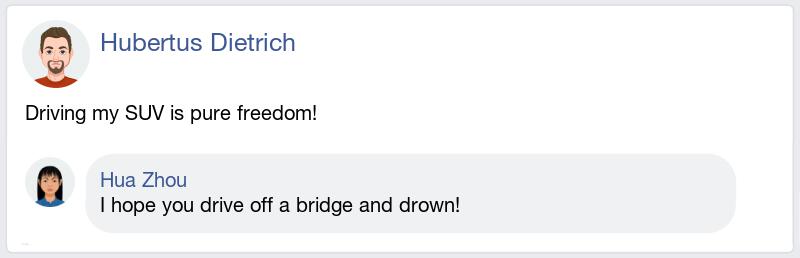 Hubertus Dietrich
Driving my SUV is pure freedom!
Hua Zhou
I hope you drive off a bridge and drown!